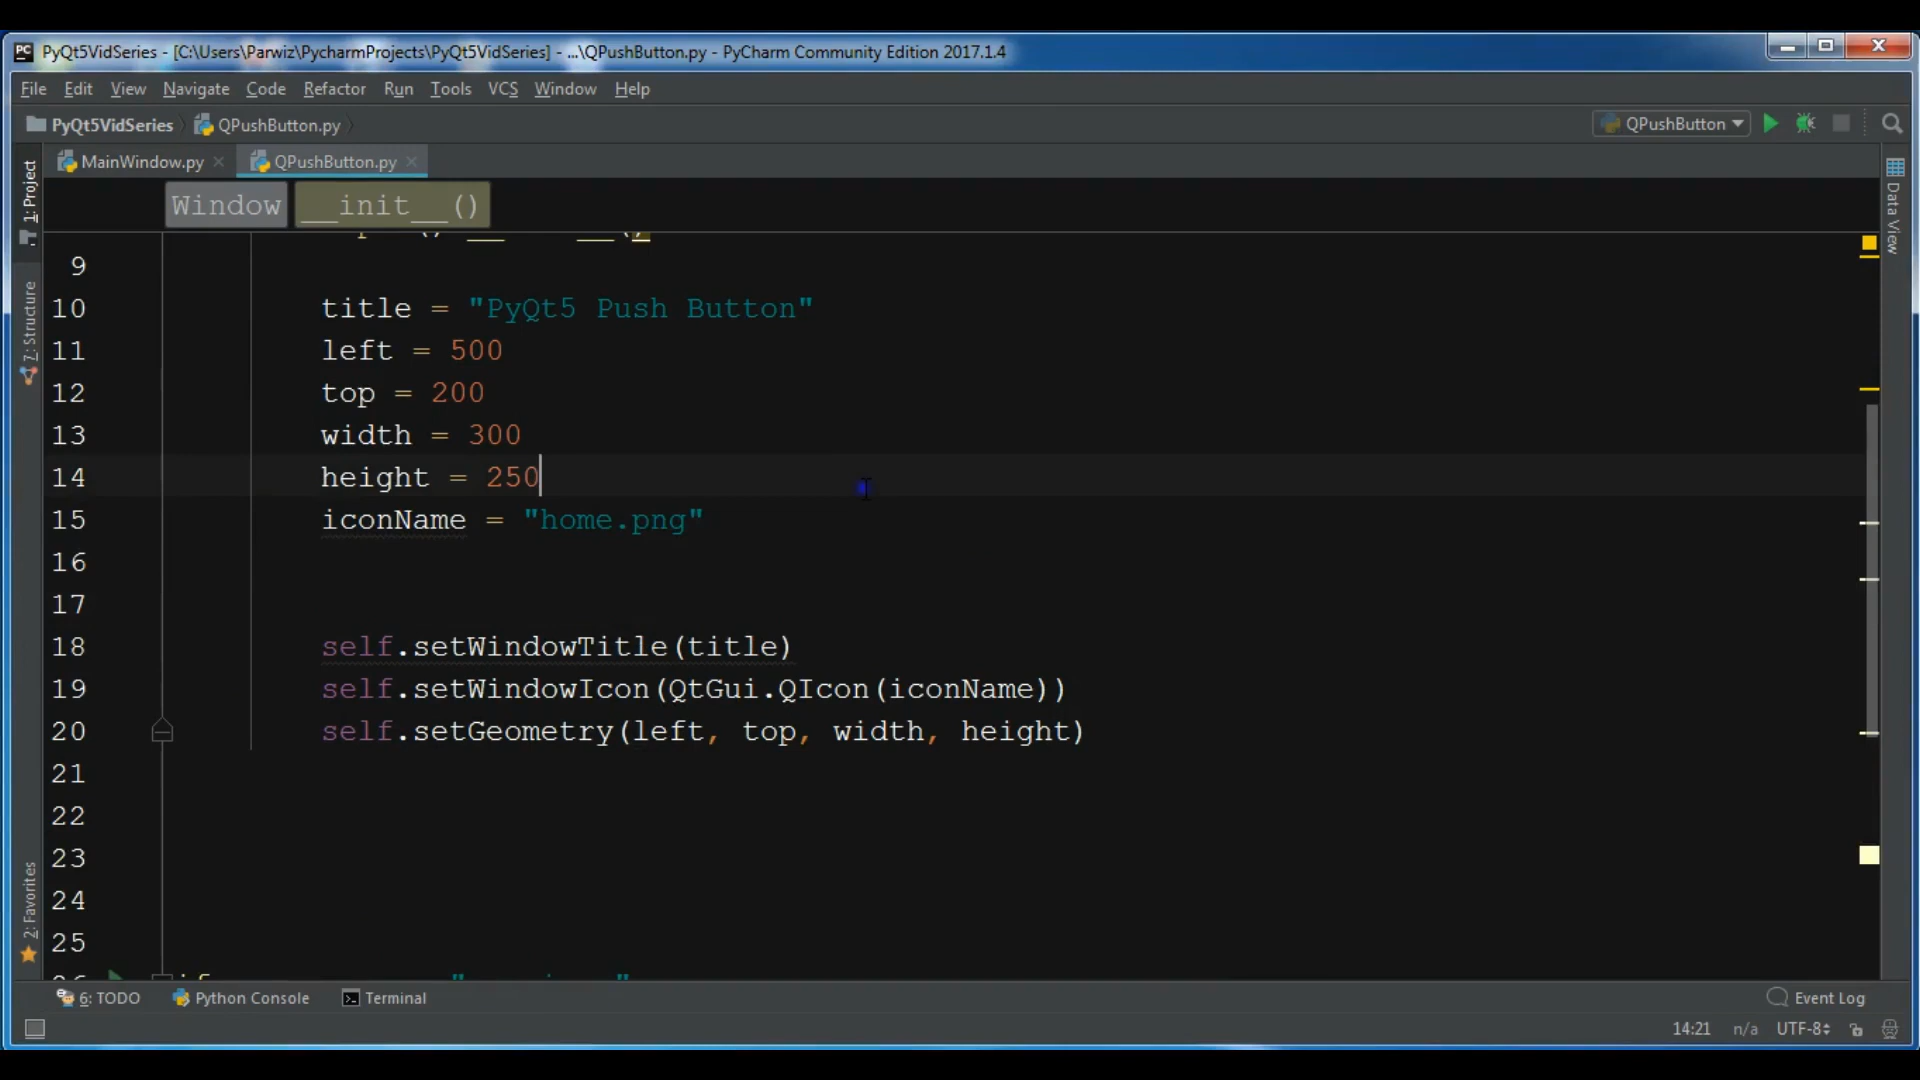 PyQt5VidSeries - [C:\Users\Parwiz\PycharmProjects\PyQt5VidSeries] - ...\QPushButton.py - PyCharm Community Edition 2017.1.4
File Edit View Navigate Code Refactor Run Tools VCS Window Help
PyQt5VidSeries QPushButton.py QPushButton
MainWindow.py QPushButton.py
1: Project
7: Structure
2: Favorites
Data View
Window __init__()
9
10 title = "PyQt5 Push Button"
11 left = 500
12 top = 200
13 width = 300
14 height = 250
15 iconName = "home.png"
16
17
18 self.setWindowTitle(title)
19 self.setWindowIcon(QtGui.QIcon(iconName))
20 self.setGeometry(left, top, width, height)
21
22
23
24
25
6: TODO Python Console Terminal Event Log
14:21 n/a UTF-8